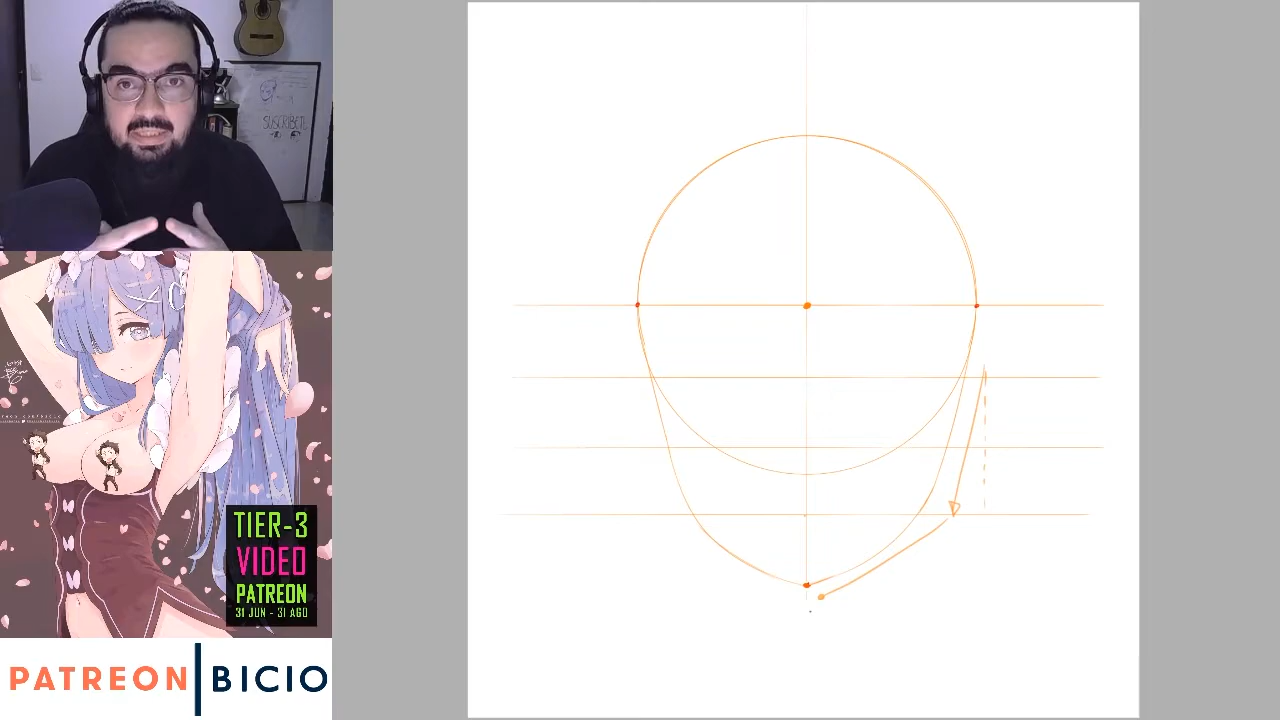 SUSCRIBETE
TIER-3
VIDEO
PATREON
31 JUN - 31 AGO
PATREON|BICIO